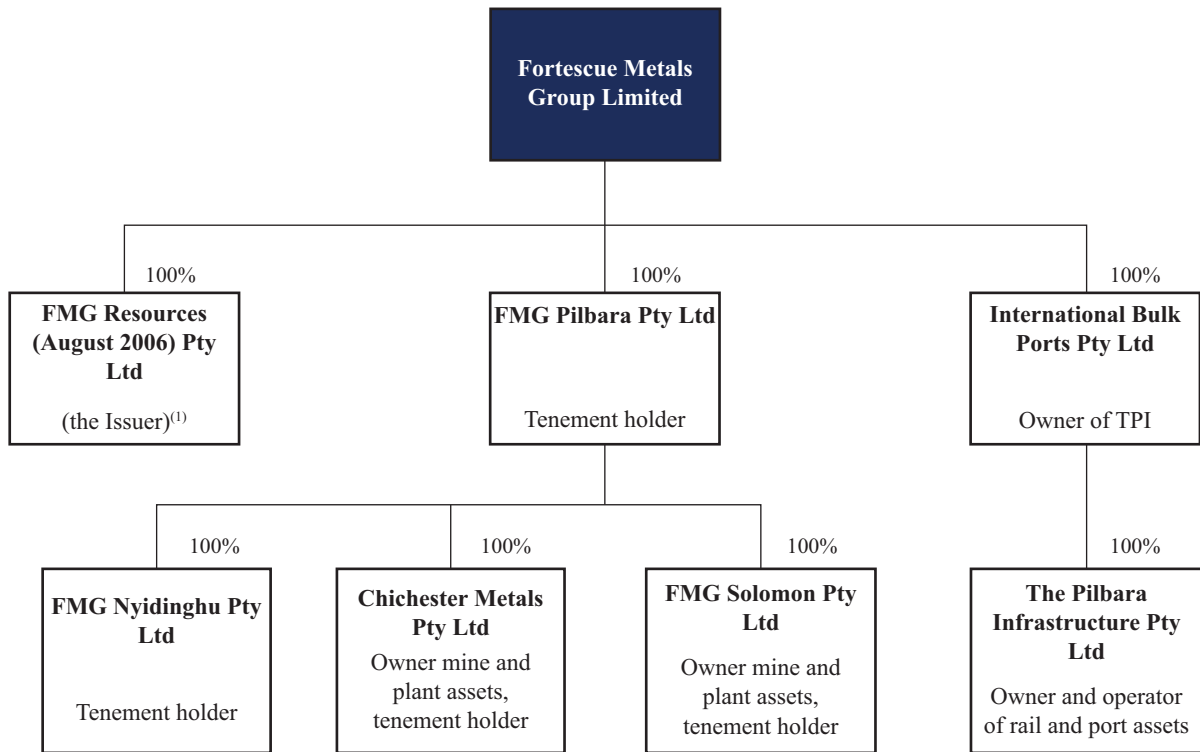 Fortescue Metals
Group Limited
100%
FMG Resources
(August 2006) Pty
Ltd
(the Issuer)(1)
100%
FMG Pilbara Pty Ltd
Tenement holder
100%
International Bulk
Ports Pty Ltd
Owner of TPI
100%
FMG Nyidinghu Pty
Ltd
Tenement holder
100%
Chichester Metals
Pty Ltd
Owner mine and
plant assets,
tenement holder
100%
FMG Solomon Pty
Ltd
Owner mine and
plant assets,
tenement holder
100%
The Pilbara
Infrastructure Pty
Ltd
Owner and operator
of rail and port assets